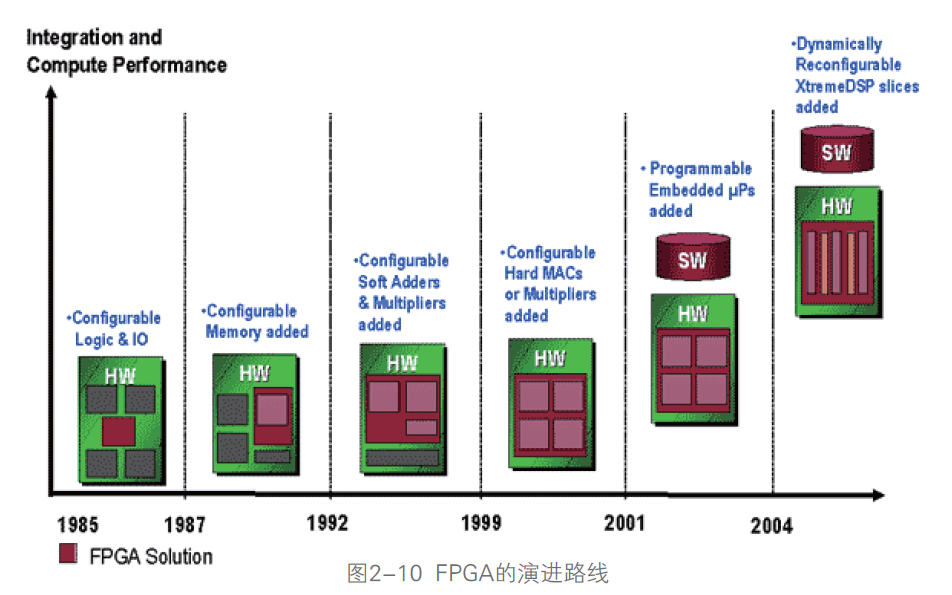 Integration and
Compute Performance
•Configurable
Logic & IO
HW
•Configurable
Memory added
HW
•Configurable
Soft Adders
& Multipliers
added
HW
•Configurable
Hard MACs
or Multipliers
added
HW
• Programmable
Embedded µPs
added
SW
HW
•Dynamically
Reconfigurable
XtremeDSP slices
added
SW
HW
1985 1987 1992 1999 2001 2004
FPGA Solution
图2-10 FPGA的演进路线